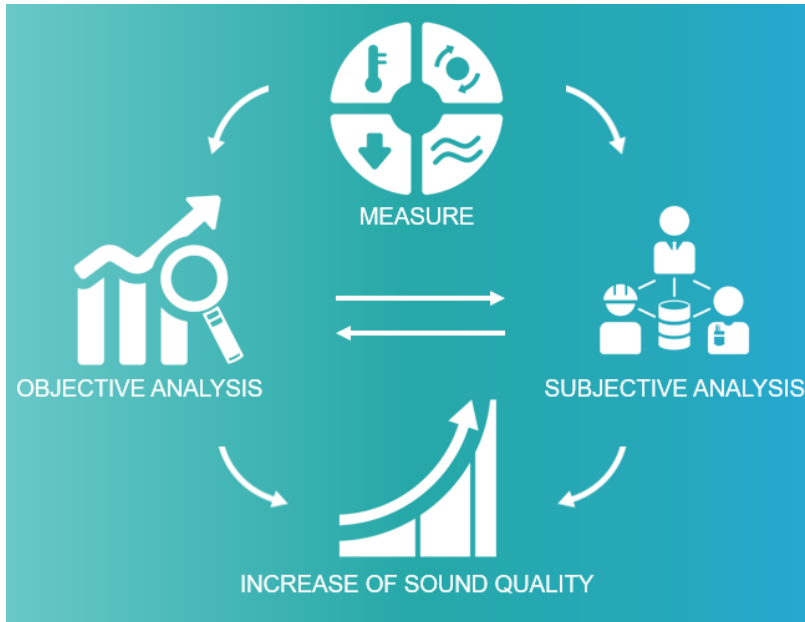 MEASURE
OBJECTIVE ANALYSIS
SUBJECTIVE ANALYSIS
INCREASE OF SOUND QUALITY